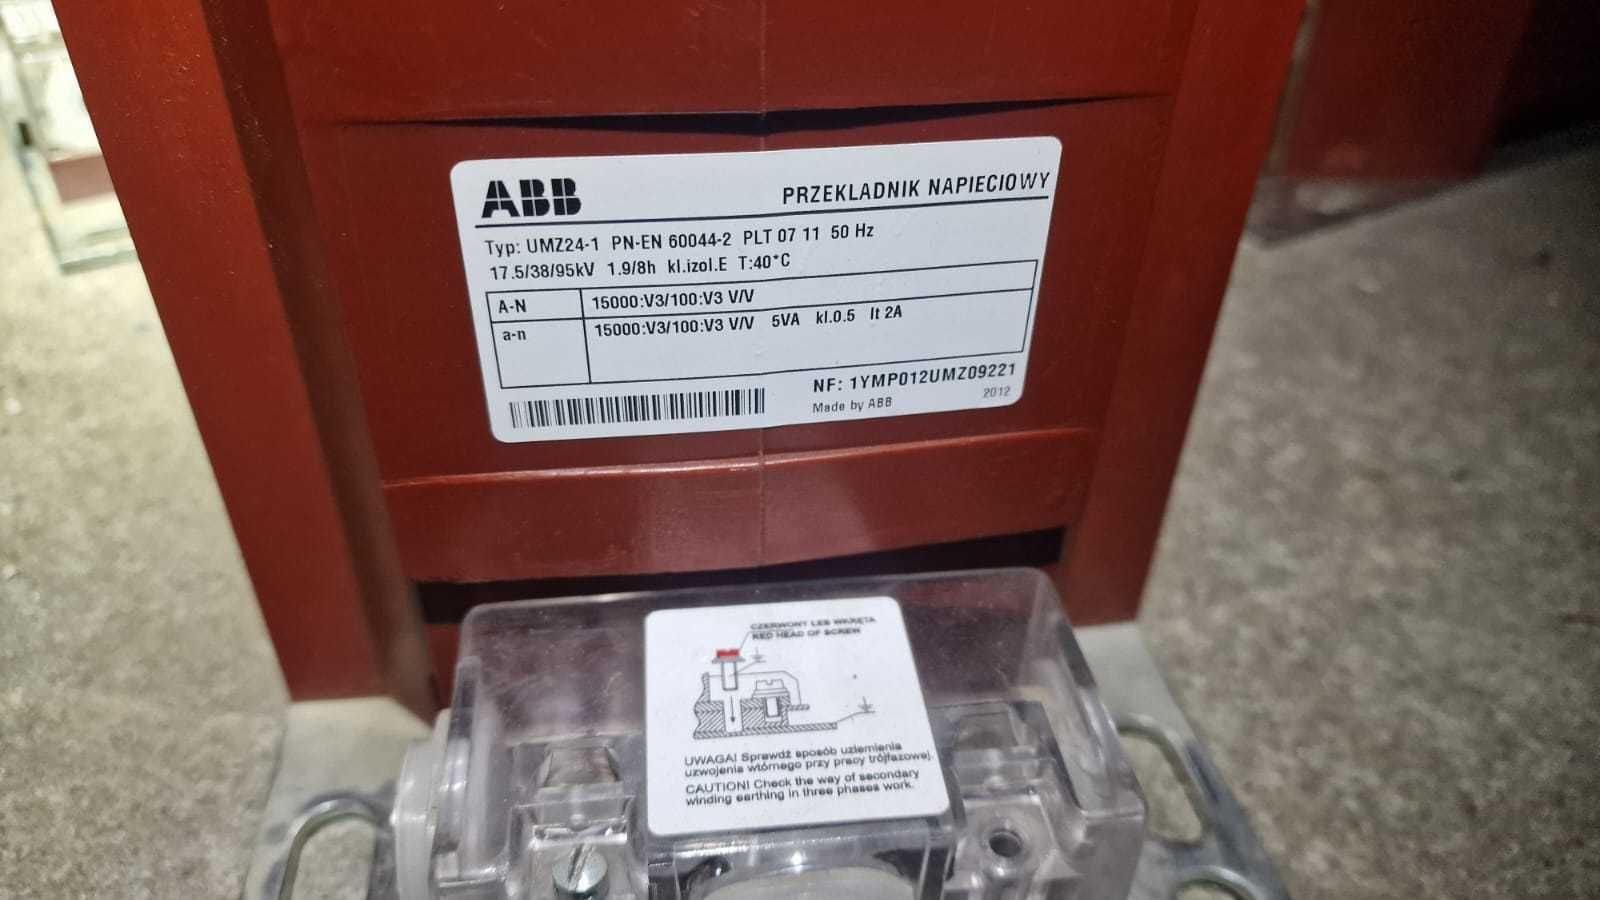 ABB
PRZEKLADNIK NAPIECIOWY
Typ: UMZ24-1 PN-EN 60044-2 PLT 07 11 50 Hz
17.5/38/95kV 1.9/8h kl.izol.E T:40*C
A-N 15000:V3/100:V3 V/V
a-n 15000:V3/100:V3 V/V 5VA kl.0.5 It 2A
NF: 1YMP012UMZ09221
Made by ABB 2012
CZERWONY LEB WKRĘTA
RED HEAD OF SCREW
UWAGA! Sprawdź sposób uziemienia
uzwojenia wtórnego przy pracy trójfazowej.
CAUTION! Check the way of secondary
winding earthing in three phases work.